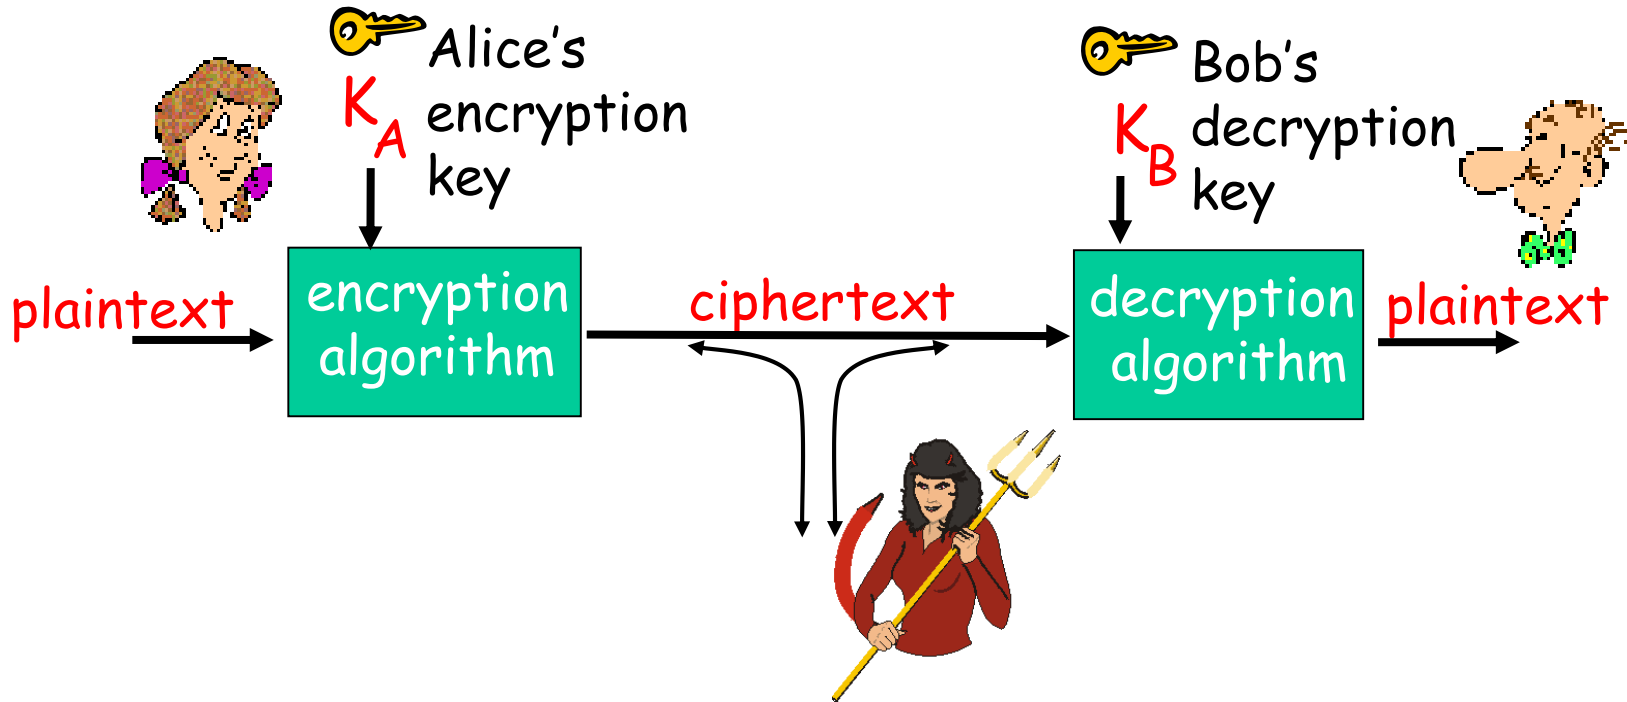 Alice's
encryption
key
K
A
Bob's
decryption
key
K
B
plaintext
encryption
algorithm
ciphertext
decryption
algorithm
plaintext